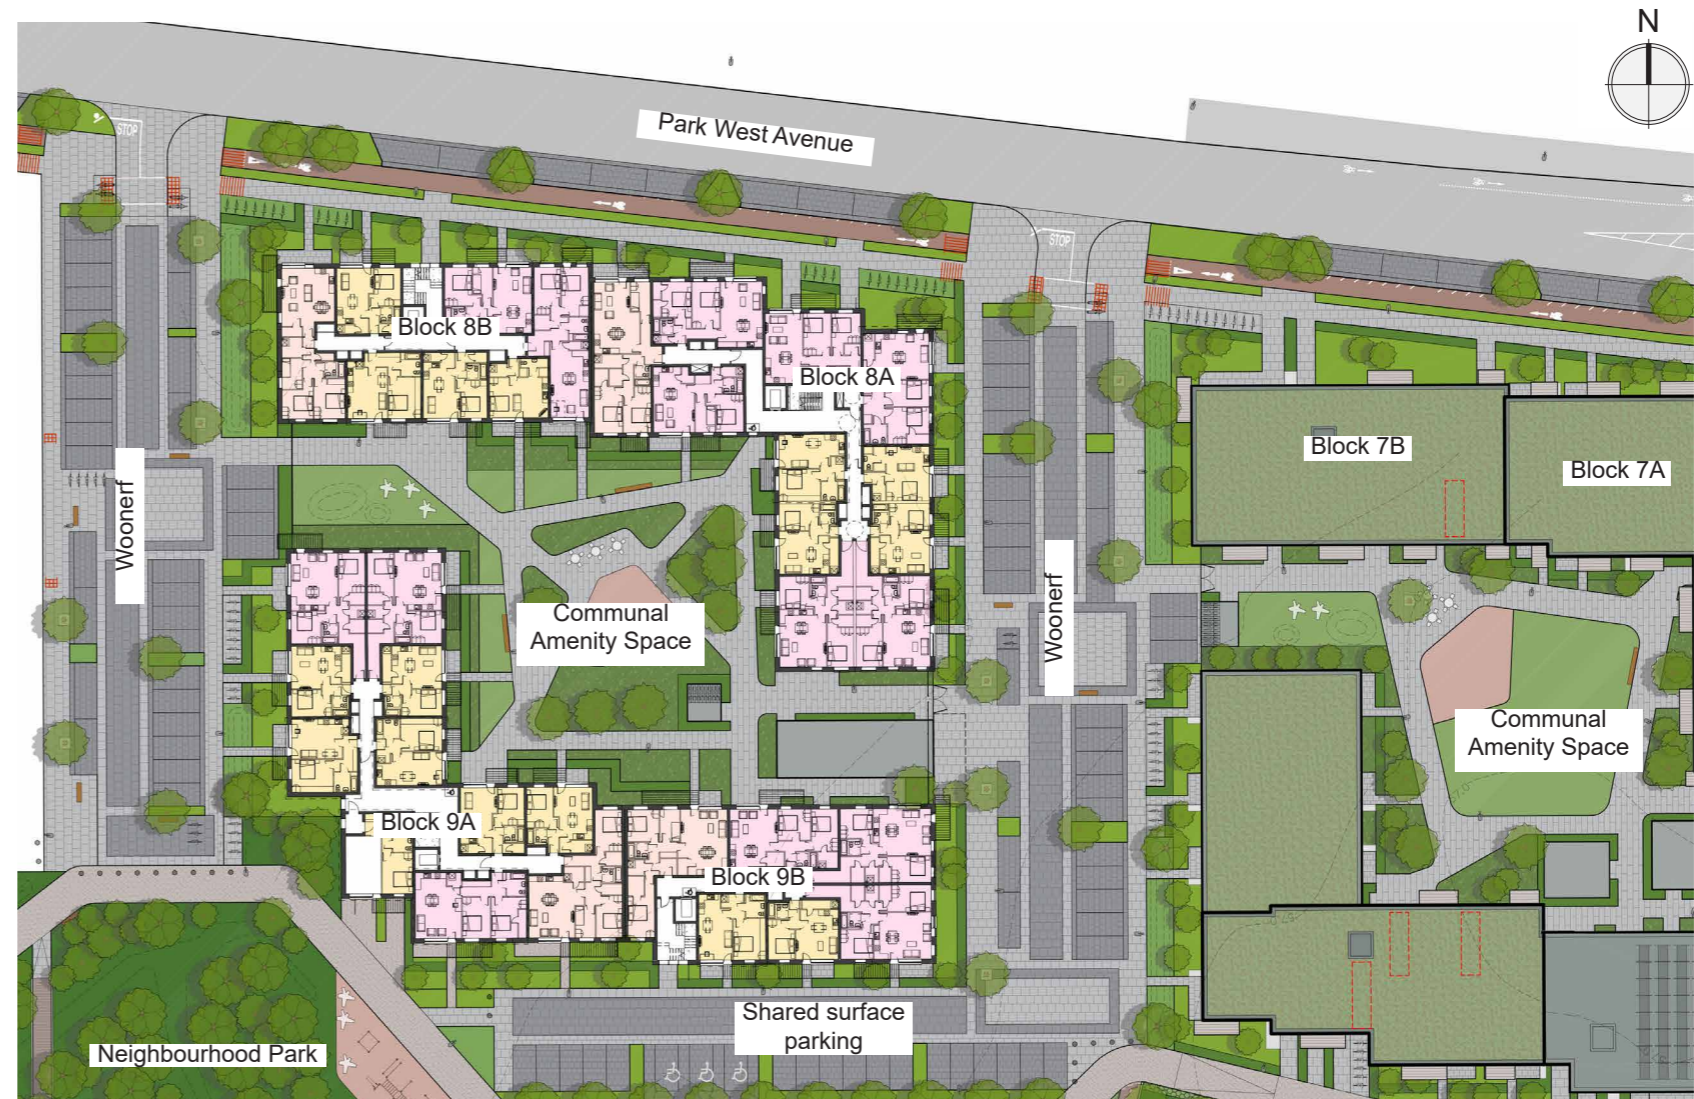 N
Park West Avenue
STOP
STOP
Block 8B
Block 8A
Block 7B
Block 7A
Woonerf
Woonerf
Communal
Amenity Space
Communal
Amenity Space
Block 9A
Block 9B
Shared surface
parking
Neighbourhood Park